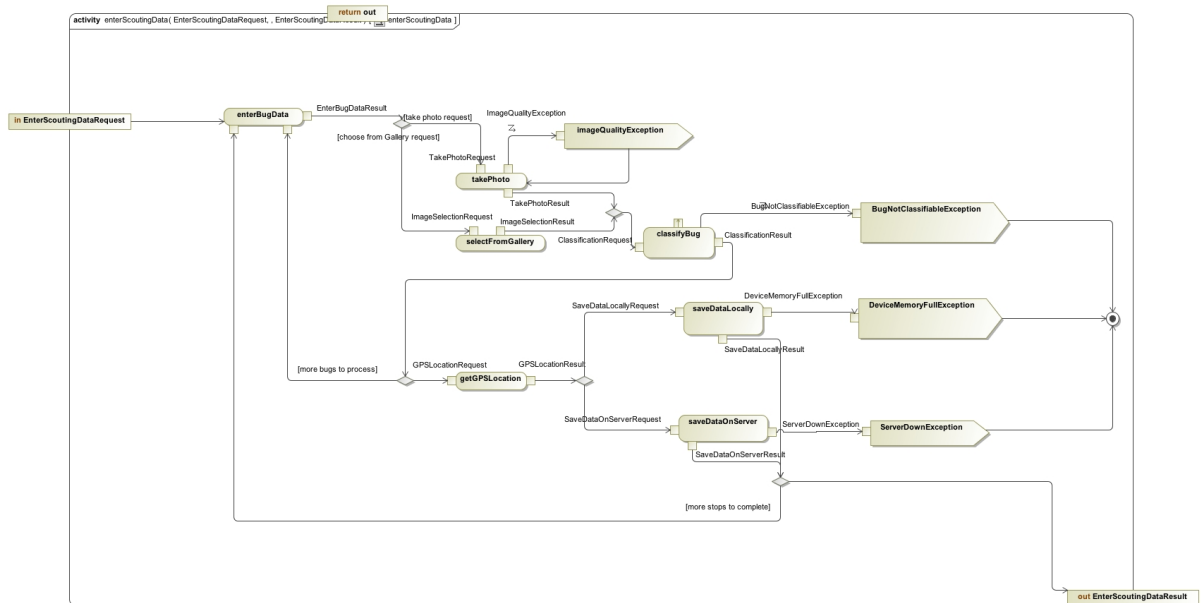 return out
activity enterScoutingData( EnterScoutingDataRequest, , EnterScoutingDataResult ) [ enterScoutingData ]
in EnterScoutingDataRequest
enterBugData
EnterBugDataResult
[take photo request]
[choose from Gallery request]
ImageQualityException
imageQualityException
TakePhotoRequest
takePhoto
TakePhotoResult
ImageSelectionRequest
ImageSelectionResult
selectFromGallery
ClassificationRequest
classifyBug
BugNotClassifiableException
BugNotClassifiableException
ClassificationResult
DeviceMemoryFullException
DeviceMemoryFullException
SaveDataLocallyRequest
saveDataLocally
SaveDataLocallyResult
[more bugs to process]
GPSLocationRequest
getGPSLocation
GPSLocationResult
SaveDataOnServerRequest
saveDataOnServer
ServerDownException
ServerDownException
SaveDataOnServerResult
[more stops to complete]
out EnterScoutingDataResult